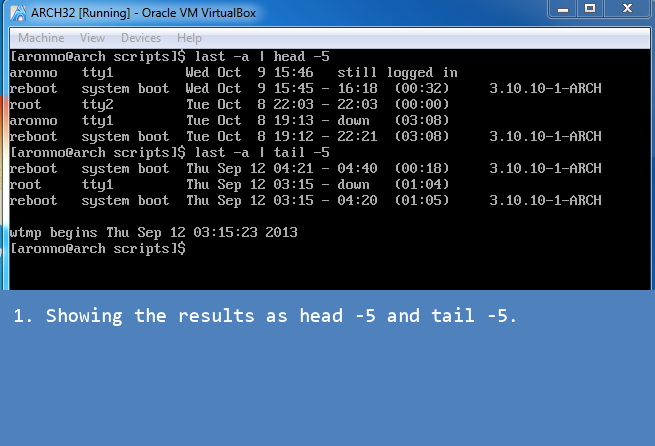 ARCH32 [Running] - Oracle VM VirtualBox
Machine View Devices Help
[aronno@arch scripts]$ last -a | head -5
aronno   tty1         Wed Oct  9 15:46   still logged in
reboot   system boot  Wed Oct  9 15:45 - 16:18  (00:32)     3.10.10-1-ARCH
root     tty2         Tue Oct  8 22:03 - 22:03  (00:00)
aronno   tty1         Tue Oct  8 19:13 - down   (03:08)
reboot   system boot  Tue Oct  8 19:12 - 22:21  (03:08)     3.10.10-1-ARCH
[aronno@arch scripts]$ last -a | tail -5
reboot   system boot  Thu Sep 12 04:21 - 04:40  (00:18)     3.10.10-1-ARCH
root     tty1         Thu Sep 12 03:15 - down   (01:04)
reboot   system boot  Thu Sep 12 03:15 - 04:20  (01:05)     3.10.10-1-ARCH
wtmp begins Thu Sep 12 03:15:23 2013
[aronno@arch scripts]$
1. Showing the results as head -5 and tail -5.